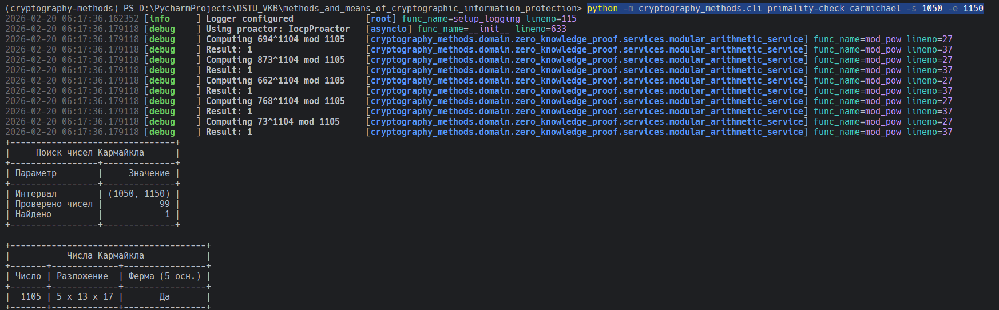 (cryptography-methods) PS D:\PycharmProjects\DSTU_VKB\methods_and_means_of_cryptographic_information_protection> python -m cryptography_methods.cli primality-check carmichael -s 1050 -e 1150
2026-02-20 06:17:36.162352 [info     ] Logger configured              [root] func_name=setup_logging lineno=115
2026-02-20 06:17:36.179118 [debug    ] Using proactor: IocpProactor   [asyncio] func_name=__init__ lineno=633
2026-02-20 06:17:36.179118 [debug    ] Computing 694^1104 mod 1105    [cryptography_methods.domain.zero_knowledge_proof.services.modular_arithmetic_service] func_name=mod_pow lineno=27
2026-02-20 06:17:36.179118 [debug    ] Result: 1                      [cryptography_methods.domain.zero_knowledge_proof.services.modular_arithmetic_service] func_name=mod_pow lineno=37
2026-02-20 06:17:36.179118 [debug    ] Computing 873^1104 mod 1105    [cryptography_methods.domain.zero_knowledge_proof.services.modular_arithmetic_service] func_name=mod_pow lineno=27
2026-02-20 06:17:36.179118 [debug    ] Result: 1                      [cryptography_methods.domain.zero_knowledge_proof.services.modular_arithmetic_service] func_name=mod_pow lineno=37
2026-02-20 06:17:36.179118 [debug    ] Computing 662^1104 mod 1105    [cryptography_methods.domain.zero_knowledge_proof.services.modular_arithmetic_service] func_name=mod_pow lineno=27
2026-02-20 06:17:36.179118 [debug    ] Result: 1                      [cryptography_methods.domain.zero_knowledge_proof.services.modular_arithmetic_service] func_name=mod_pow lineno=37
2026-02-20 06:17:36.179118 [debug    ] Computing 768^1104 mod 1105    [cryptography_methods.domain.zero_knowledge_proof.services.modular_arithmetic_service] func_name=mod_pow lineno=27
2026-02-20 06:17:36.179118 [debug    ] Result: 1                      [cryptography_methods.domain.zero_knowledge_proof.services.modular_arithmetic_service] func_name=mod_pow lineno=37
2026-02-20 06:17:36.179118 [debug    ] Computing 73^1104 mod 1105     [cryptography_methods.domain.zero_knowledge_proof.services.modular_arithmetic_service] func_name=mod_pow lineno=27
2026-02-20 06:17:36.179118 [debug    ] Result: 1                      [cryptography_methods.domain.zero_knowledge_proof.services.modular_arithmetic_service] func_name=mod_pow lineno=37
+--------------------------------+
|     Поиск чисел Кармайкла      |
+-----------------+--------------+
| Параметр        |     Значение |
+-----------------+--------------+
| Интервал        | (1050, 1150) |
| Проверено чисел |           99 |
| Найдено         |            1 |
+-----------------+--------------+
+--------------------------------------+
|           Числа Кармайкла            |
+-------+-------------+----------------+
| Число | Разложение  | Ферма (5 осн.) |
+-------+-------------+----------------+
|  1105 | 5 x 13 x 17 |       Да       |
+-------+-------------+----------------+